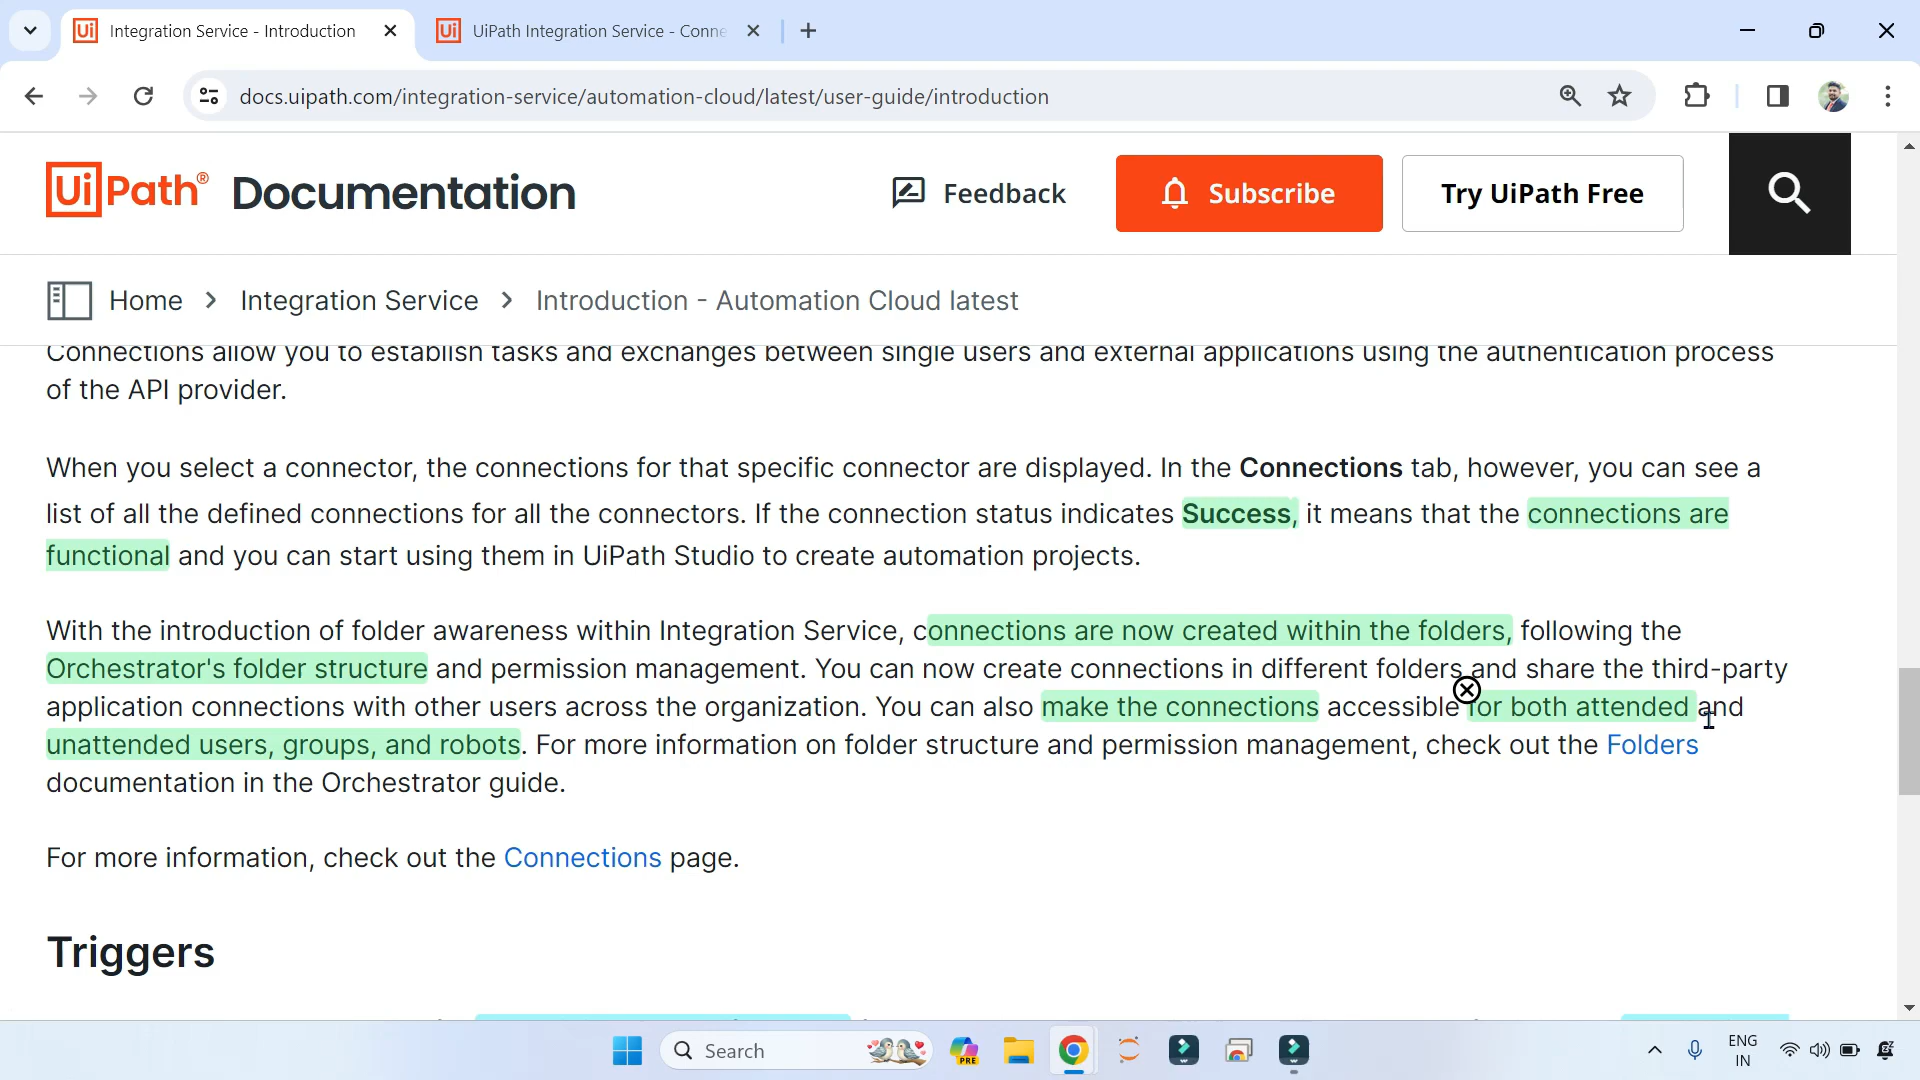 Integration Service - Introduction
UiPath Integration Service - Conne
docs.uipath.com/integration-service/automation-cloud/latest/user-guide/introduction
UiPath® Documentation
Feedback
Subscribe
Try UiPath Free
Home > Integration Service > Introduction - Automation Cloud latest
Connections allow you to establish tasks and exchanges between single users and external applications using the authentication process
of the API provider.
When you select a connector, the connections for that specific connector are displayed. In the Connections tab, however, you can see a
list of all the defined connections for all the connectors. If the connection status indicates Success, it means that the connections are
functional and you can start using them in UiPath Studio to create automation projects.
With the introduction of folder awareness within Integration Service, connections are now created within the folders, following the
Orchestrator's folder structure and permission management. You can now create connections in different folders and share the third-party
application connections with other users across the organization. You can also make the connections accessible for both attended and
unattended users, groups, and robots. For more information on folder structure and permission management, check out the Folders
documentation in the Orchestrator guide.
For more information, check out the Connections page.
Triggers
Search
PRE
ENG
IN